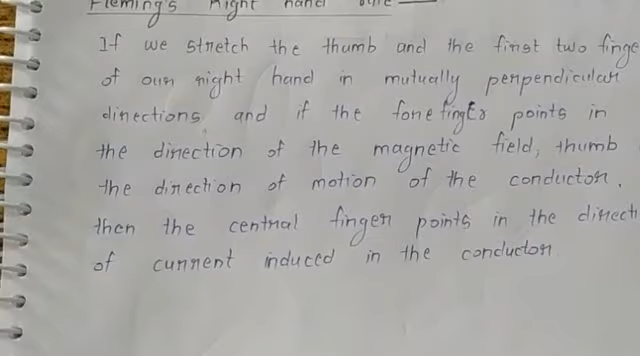 Fleming's Right hand Rule
If we stretch the thumb and the first two finge
of our right hand in mutually perpendicular
directions and if the forefinger points in
the direction of the magnetic field, thumb
the direction of motion of the conductor,
then the central finger points in the directi
of current induced in the conductor